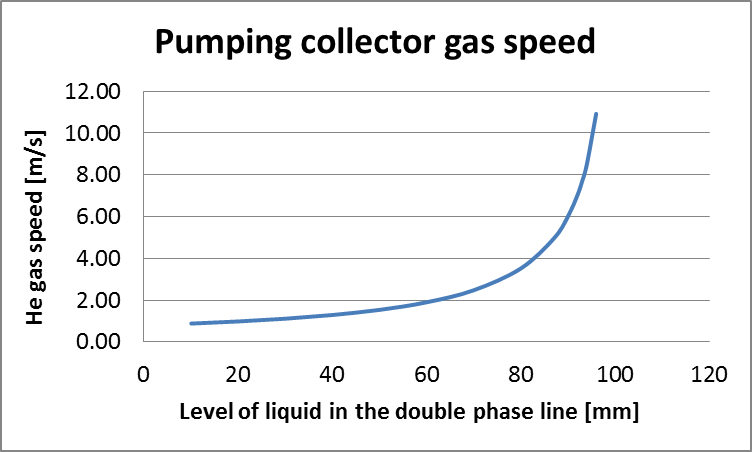 Pumping collector gas speed
He gas speed [m/s]
12.00
10.00
8.00
6.00
4.00
2.00
0.00
0 20 40 60 80 100 120
Level of liquid in the double phase line [mm]